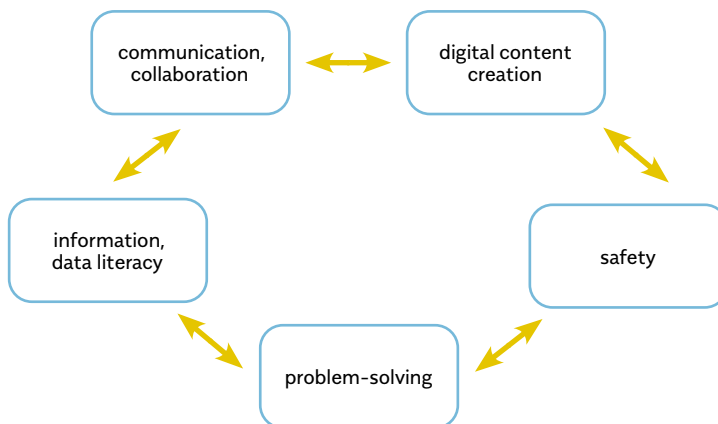 communication,
collaboration
digital content
creation
information,
data literacy
safety
problem-solving